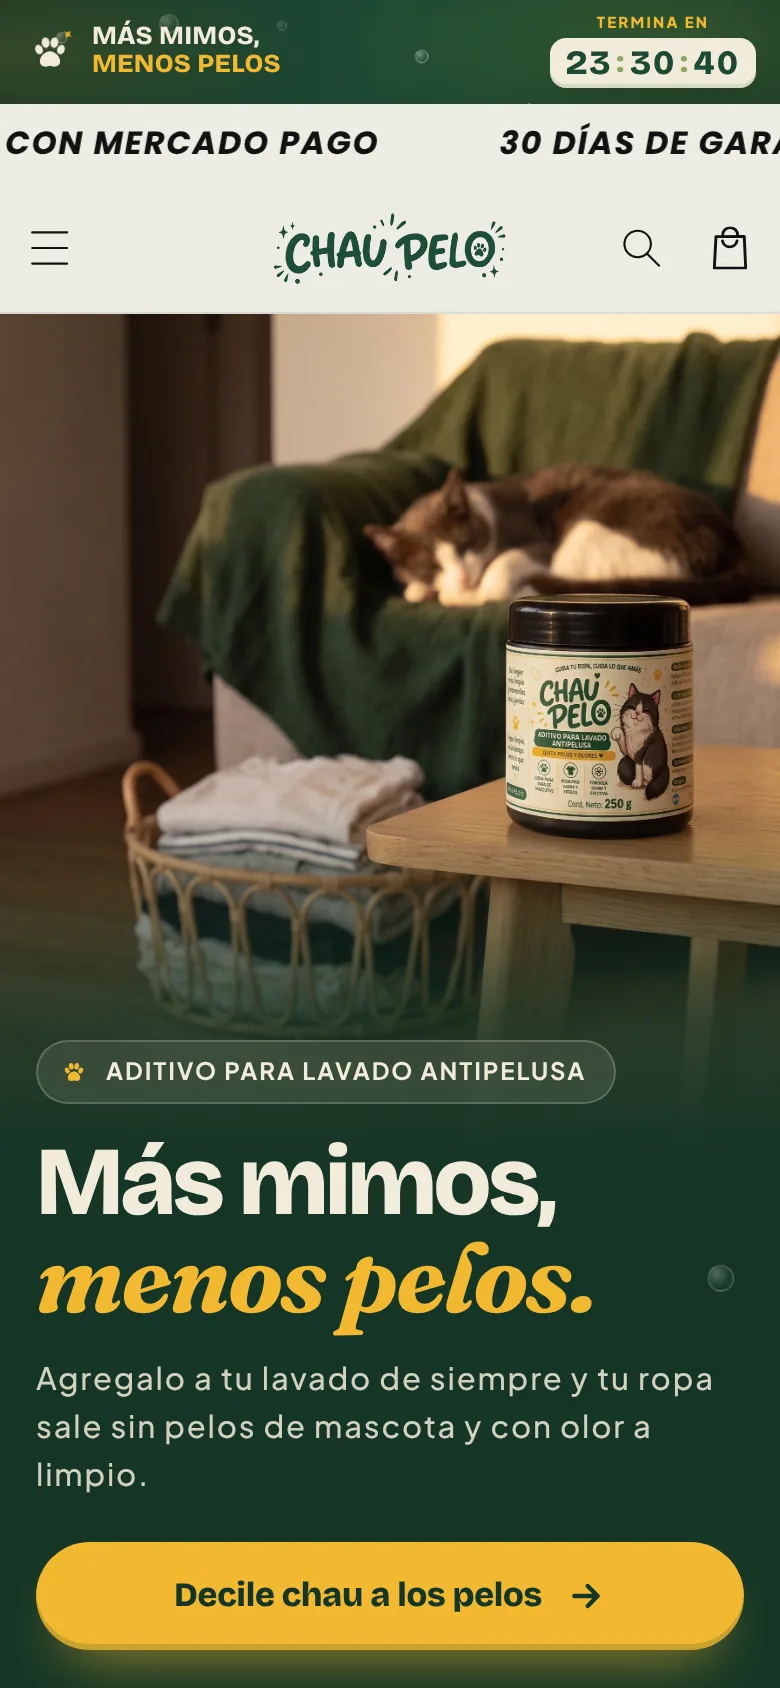 MÁS MIMOS,
MENOS PELOS
TERMINA EN
23:30:40
CON MERCADO PAGO
30 DÍAS DE GARA
CHAU PELO
CUIDA TU ROPA, CUIDA LO QUE AMÁS
CHAU
PELO
ADITIVO PARA LAVADO
ANTIPELUSA
QUITA PELOS Y OLORES
Cont. Neto: 250 g
ADITIVO PARA LAVADO ANTIPELUSA
Más mimos,
menos pelos.
Agregalo a tu lavado de siempre y tu ropa
sale sin pelos de mascota y con olor a
limpio.
Decile chau a los pelos →